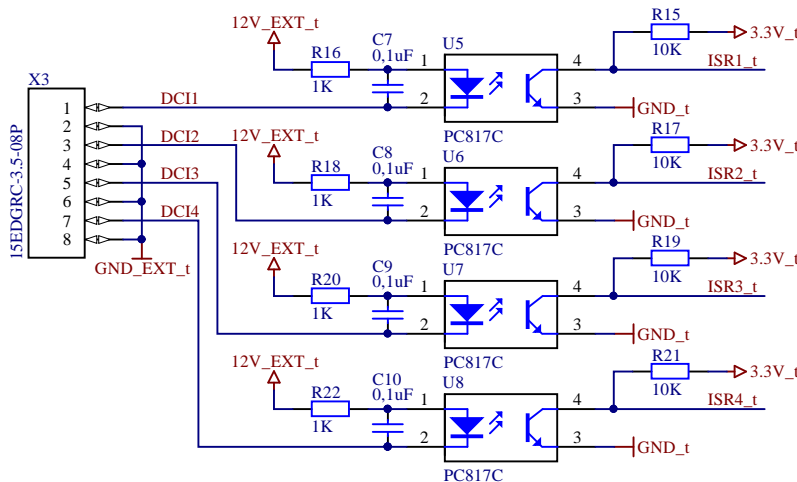 X3
15EDGRC-3.5-08P
1
2
3
4
5
6
7
8
DCI1
DCI2
DCI3
DCI4
GND_EXT_t
12V_EXT_t
R16
1K
C7
0,1uF
U5
1
2
4
3
PC817C
R15
10K
3.3V_t
ISR1_t
GND_t
12V_EXT_t
R18
1K
C8
0,1uF
U6
1
2
4
3
PC817C
R17
10K
3.3V_t
ISR2_t
GND_t
12V_EXT_t
R20
1K
C9
0,1uF
U7
1
2
4
3
PC817C
R19
10K
3.3V_t
ISR3_t
GND_t
12V_EXT_t
R22
1K
C10
0,1uF
U8
1
2
4
3
PC817C
R21
10K
3.3V_t
ISR4_t
GND_t